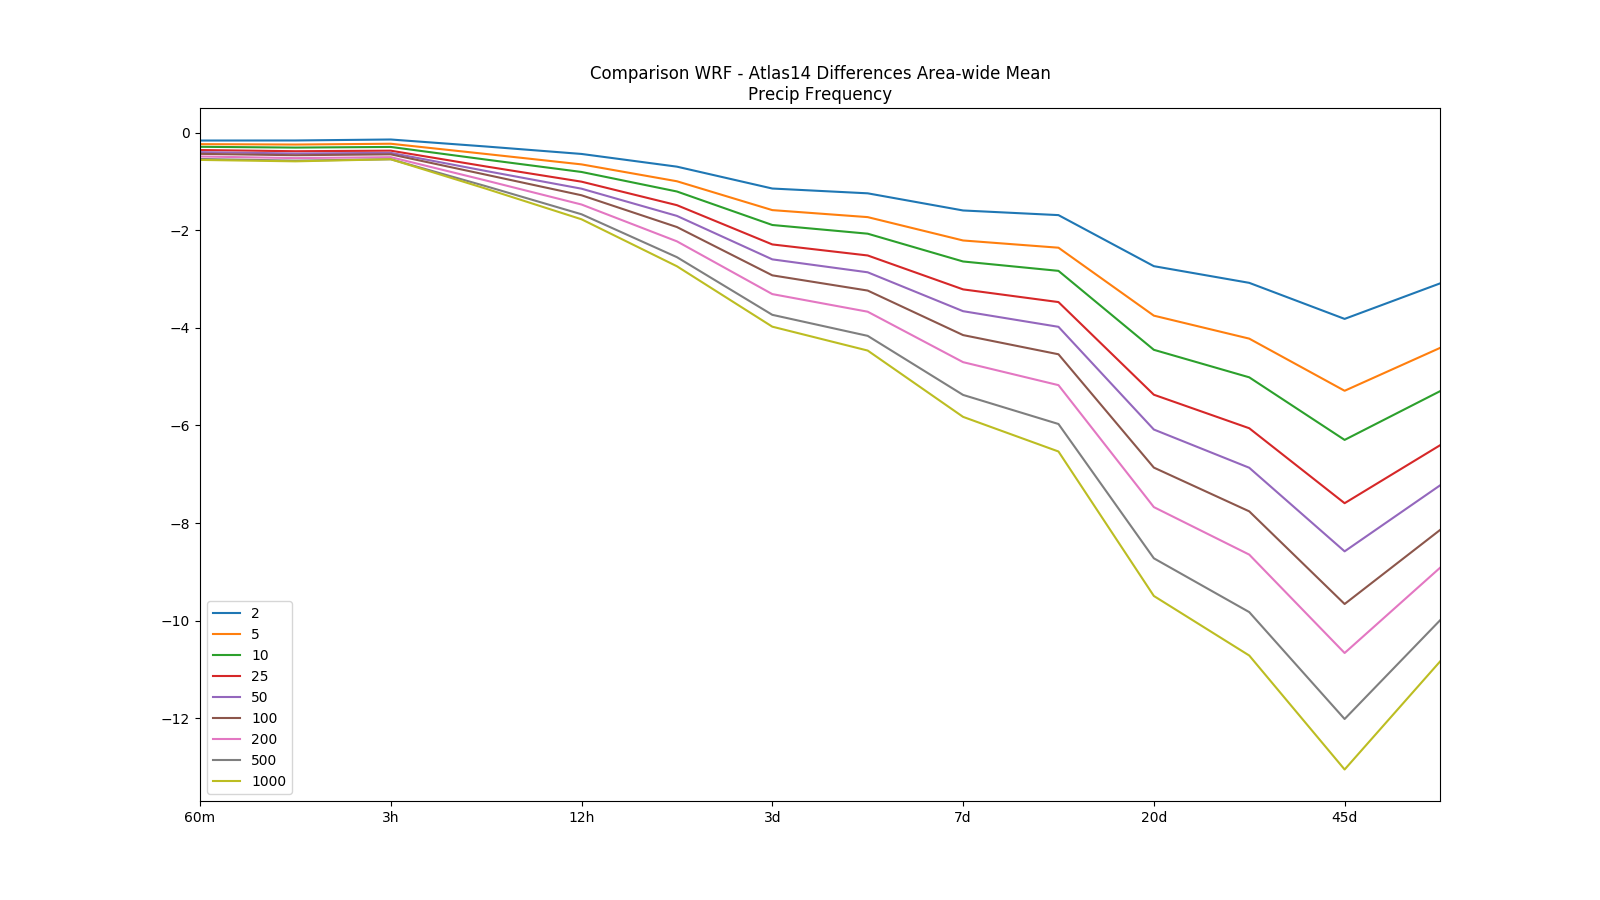 Comparison WRF - Atlas14 Differences Area-wide Mean
Precip Frequency
0
−2
−4
−6
−8
−10
−12
2
5
10
25
50
100
200
500
1000
60m
3h
12h
3d
7d
20d
45d